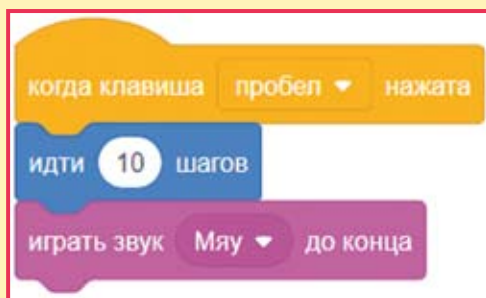 когда клавиша пробел нажата
идти 10 шагов
играть звук Мяу до конца